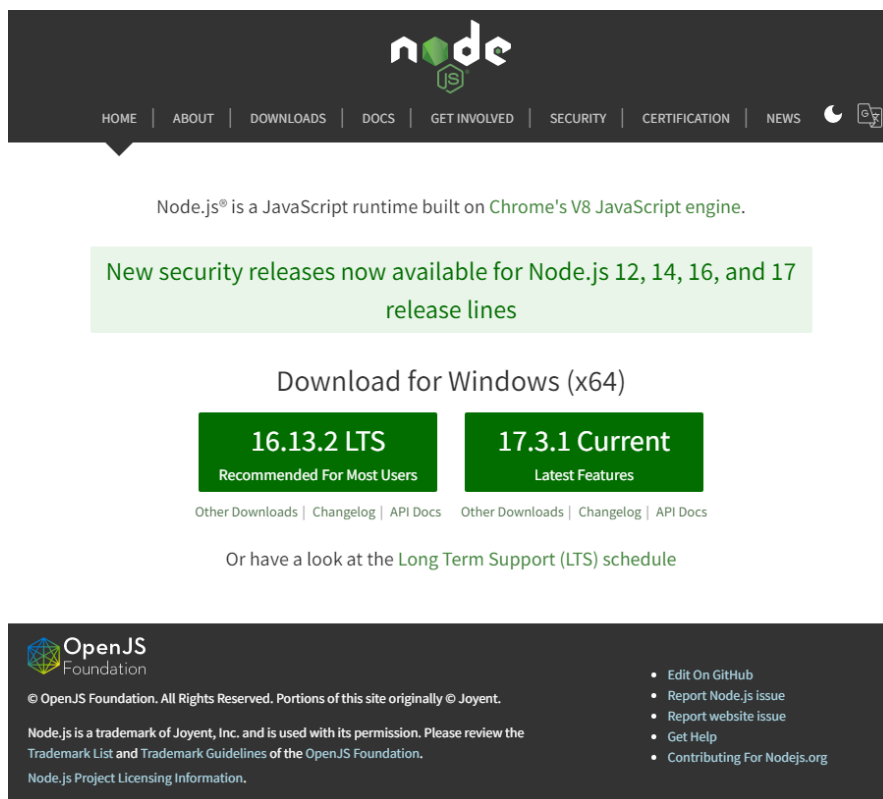 node
JS
HOME | ABOUT | DOWNLOADS | DOCS | GET INVOLVED | SECURITY | CERTIFICATION | NEWS
Node.js® is a JavaScript runtime built on Chrome's V8 JavaScript engine.
New security releases now available for Node.js 12, 14, 16, and 17
release lines
Download for Windows (x64)
16.13.2 LTS
Recommended For Most Users
17.3.1 Current
Latest Features
Other Downloads | Changelog | API Docs
Other Downloads | Changelog | API Docs
Or have a look at the Long Term Support (LTS) schedule
OpenJS
Foundation
© OpenJS Foundation. All Rights Reserved. Portions of this site originally © Joyent.
Node.js is a trademark of Joyent, Inc. and is used with its permission. Please review the
Trademark List and Trademark Guidelines of the OpenJS Foundation.
Node.js Project Licensing Information.
Edit On GitHub
Report Node.js issue
Report website issue
Get Help
Contributing For Nodejs.org